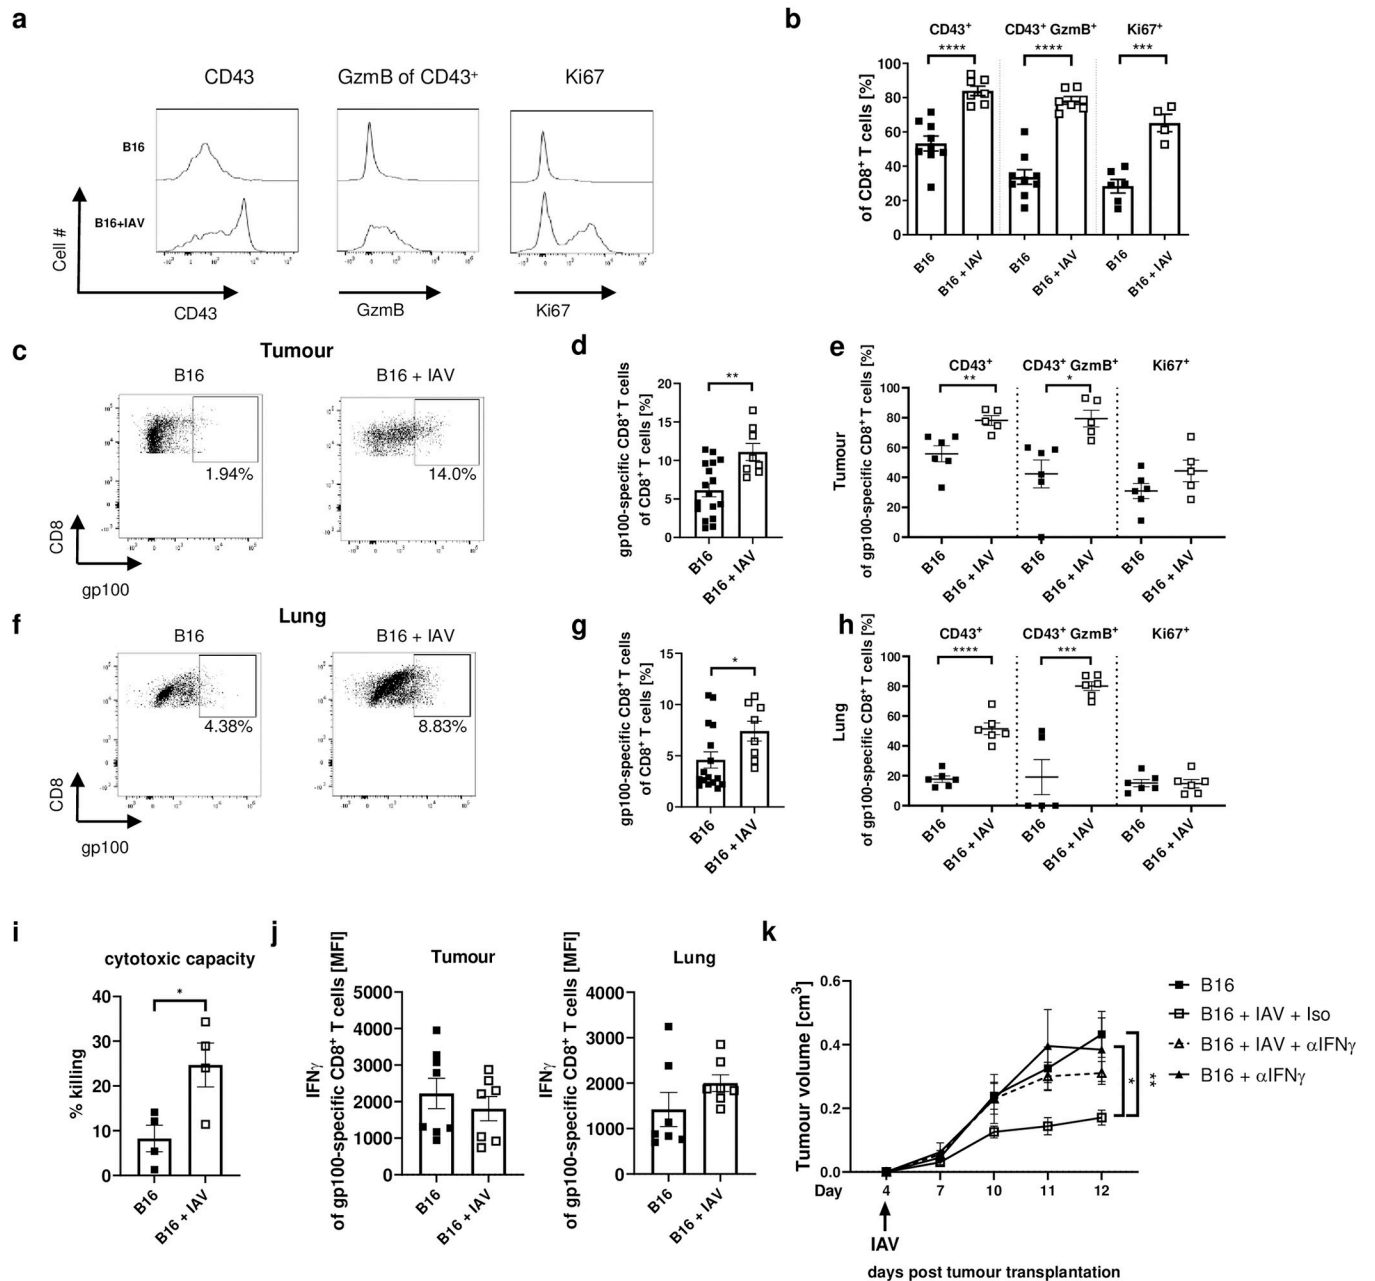 a
CD43
GzmB of CD43+
Ki67
B16
B16+IAV
Cell #
CD43
GzmB
Ki67
b
CD43+
CD43+ GzmB+
Ki67+
****
****
***
of CD8+ T cells [%]
100
80
60
40
20
0
B16
B16 + IAV
B16
B16 + IAV
B16
B16 + IAV
c
Tumour
B16
B16 + IAV
1.94%
14.0%
CD8
gp100
d
gp100-specific CD8+ T cells
of CD8+ T cells [%]
**
20
15
10
5
0
B16
B16 + IAV
e
Tumour
of gp100-specific CD8+ T cells [%]
CD43+
CD43+ GzmB+
Ki67+
**
*
100
80
60
40
20
0
B16
B16 + IAV
B16
B16 + IAV
B16
B16 + IAV
f
Lung
B16
B16 + IAV
4.38%
8.83%
CD8
gp100
g
gp100-specific CD8+ T cells
of CD8+ T cells [%]
*
15
10
5
0
B16
B16 + IAV
h
Lung
of gp100-specific CD8+ T cells [%]
CD43+
CD43+ GzmB+
Ki67+
****
***
100
80
60
40
20
0
B16
B16 + IAV
B16
B16 + IAV
B16
B16 + IAV
i
cytotoxic capacity
*
% killing
40
30
20
10
0
B16
B16 + IAV
j
Tumour
IFNγ
of gp100-specific CD8+ T cells [MFI]
5000
4000
3000
2000
1000
0
B16
B16 + IAV
Lung
IFNγ
of gp100-specific CD8+ T cells [MFI]
4000
3000
2000
1000
0
B16
B16 + IAV
k
Tumour volume [cm3]
0.6
0.4
0.2
0.0
Day
4
7
10
11
12
IAV
days post tumour transplantation
B16
B16 + IAV + Iso
B16 + IAV + αIFNγ
B16 + αIFNγ
*
**